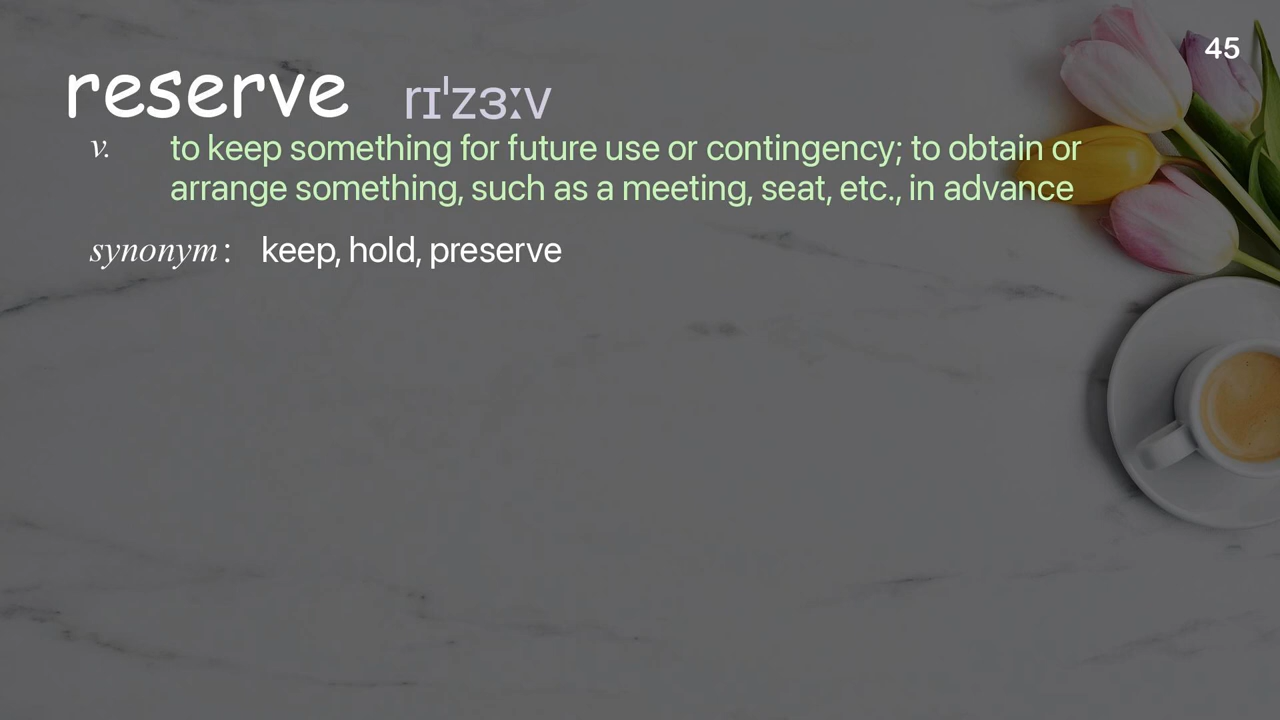 45
reserve rɪˈzɜːv
v. to keep something for future use or contingency; to obtain or
arrange something, such as a meeting, seat, etc., in advance
synonym : keep, hold, preserve